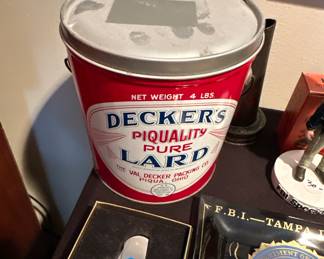 NET WEIGHT 4 LBS.
DECKER'S
PIQUALITY
PURE
LARD
THE VAL DECKER PACKING CO.
PIQUA, OHIO
F.B.I.—TAMPA